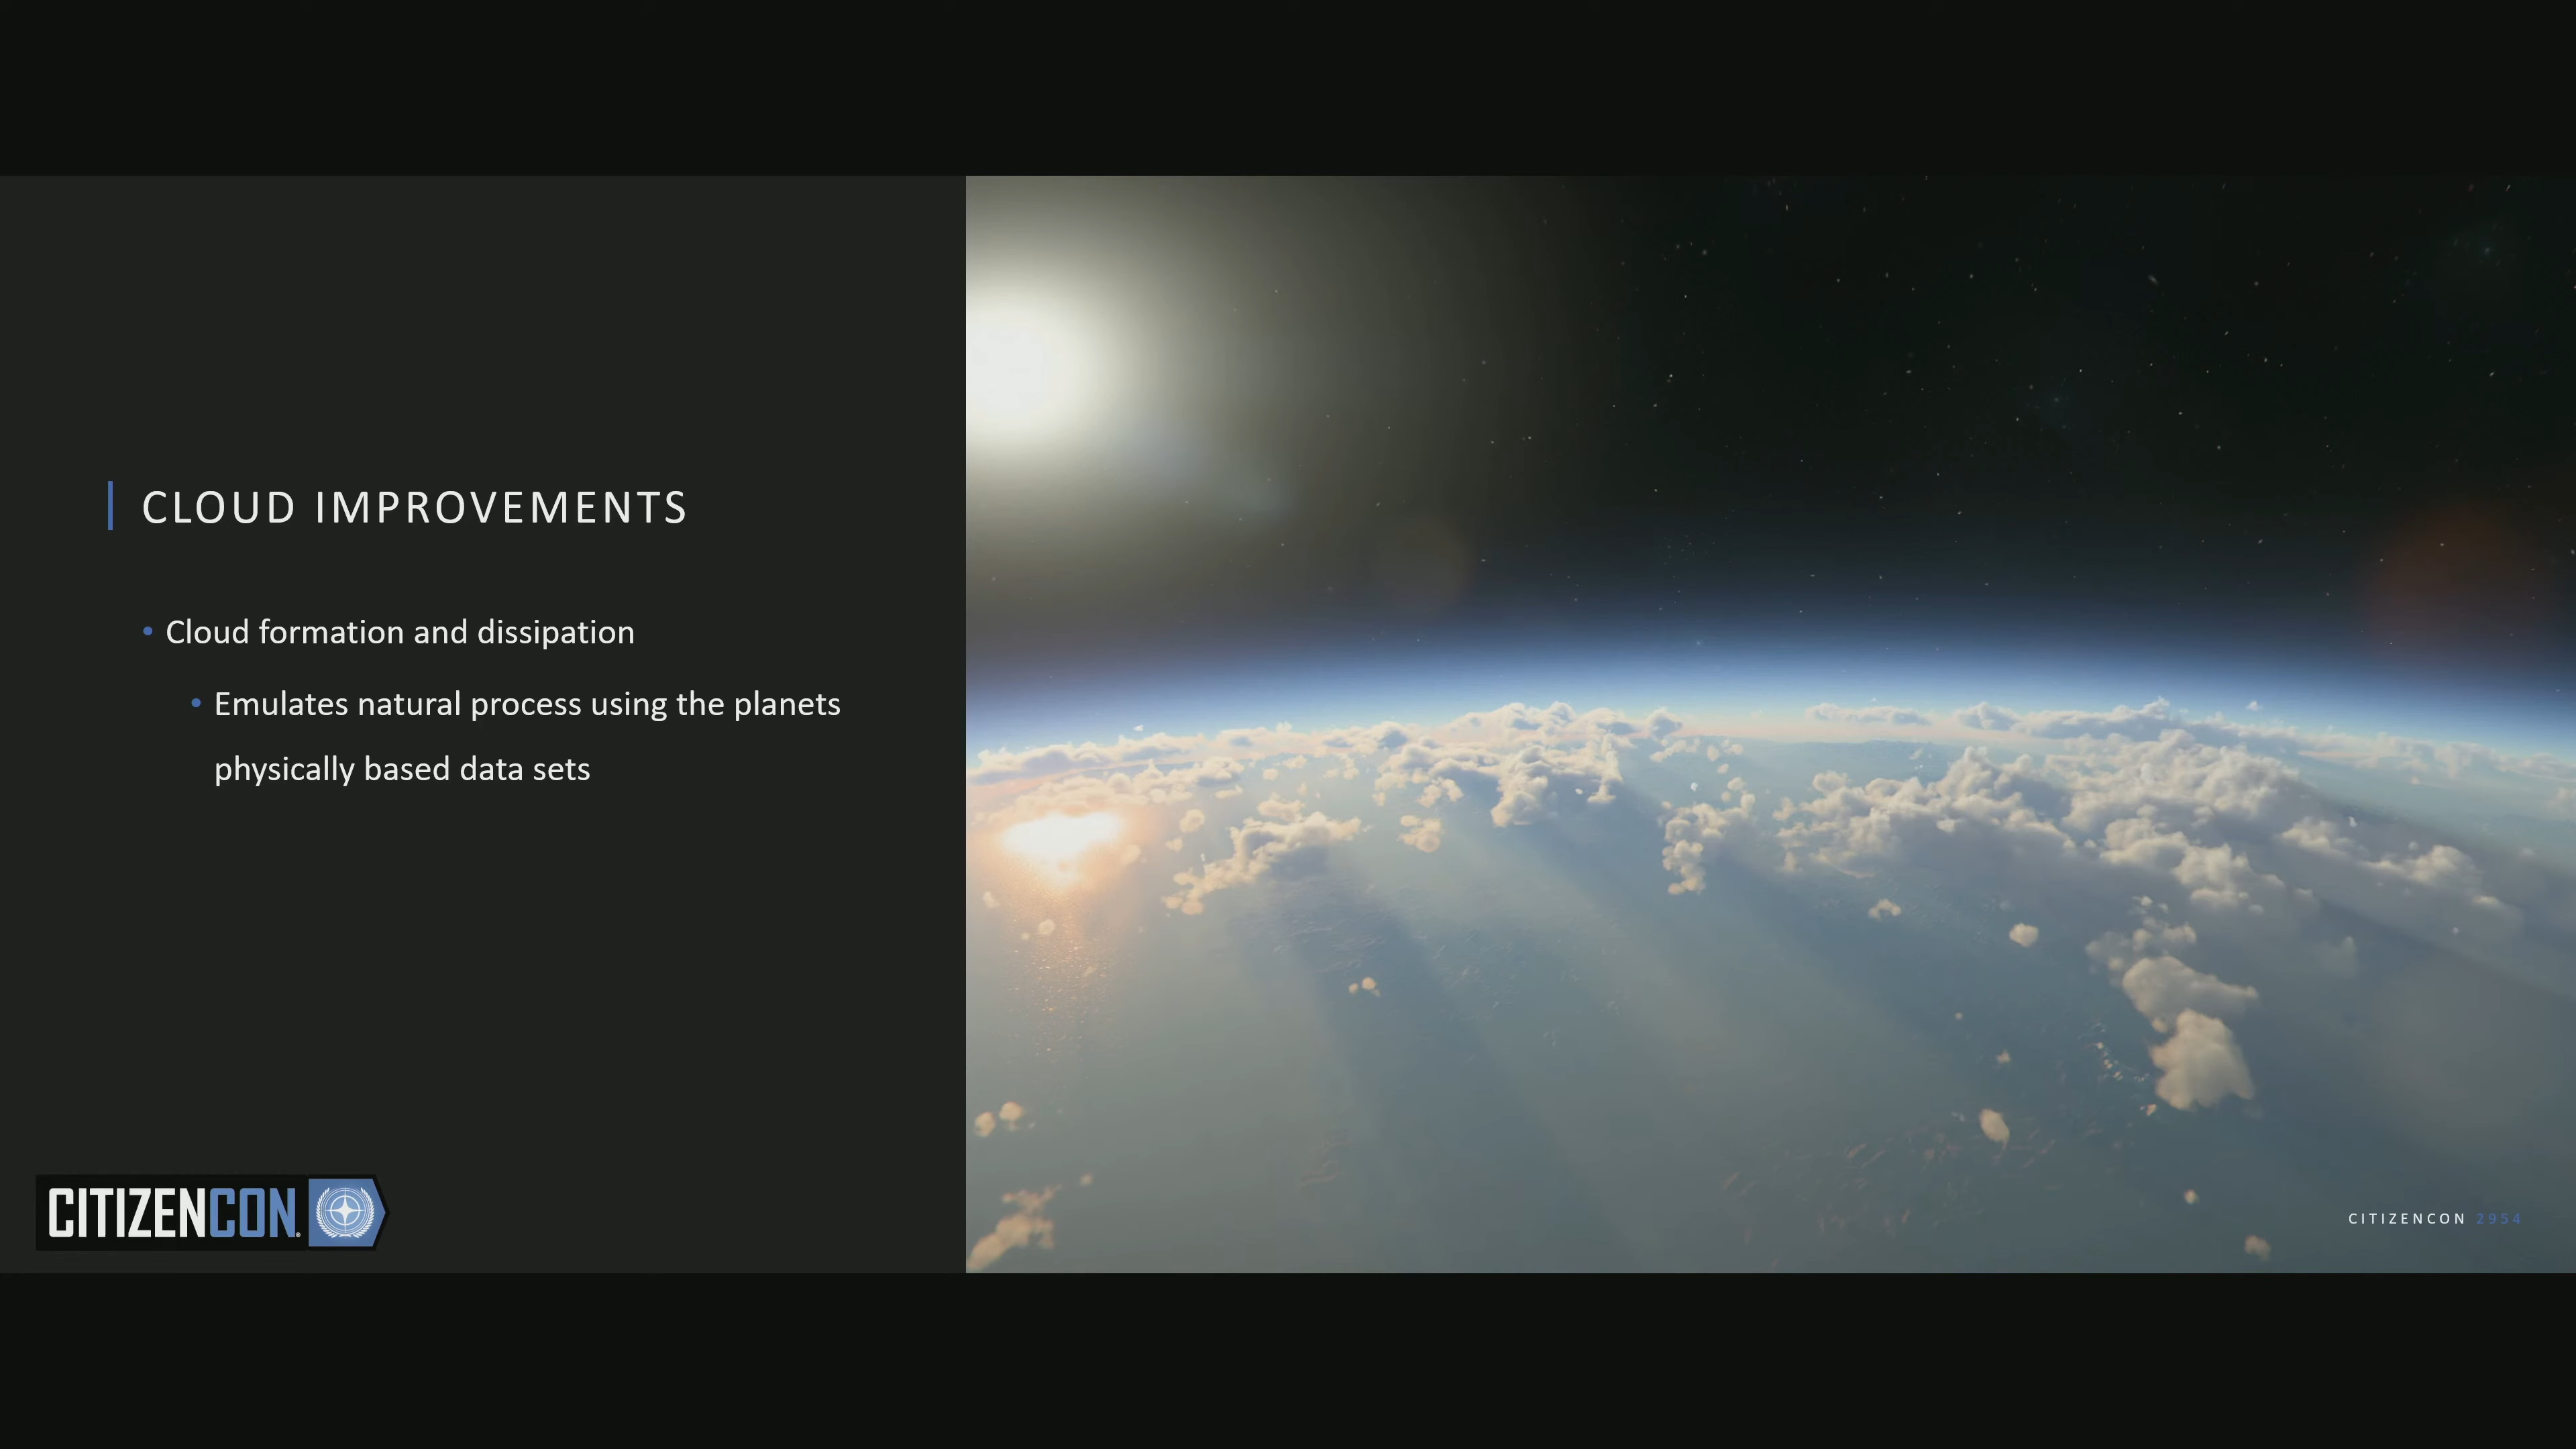 CLOUD IMPROVEMENTS
• Cloud formation and dissipation
• Emulates natural process using the planets
physically based data sets
CITIZENCON®
CITIZENCON 2954